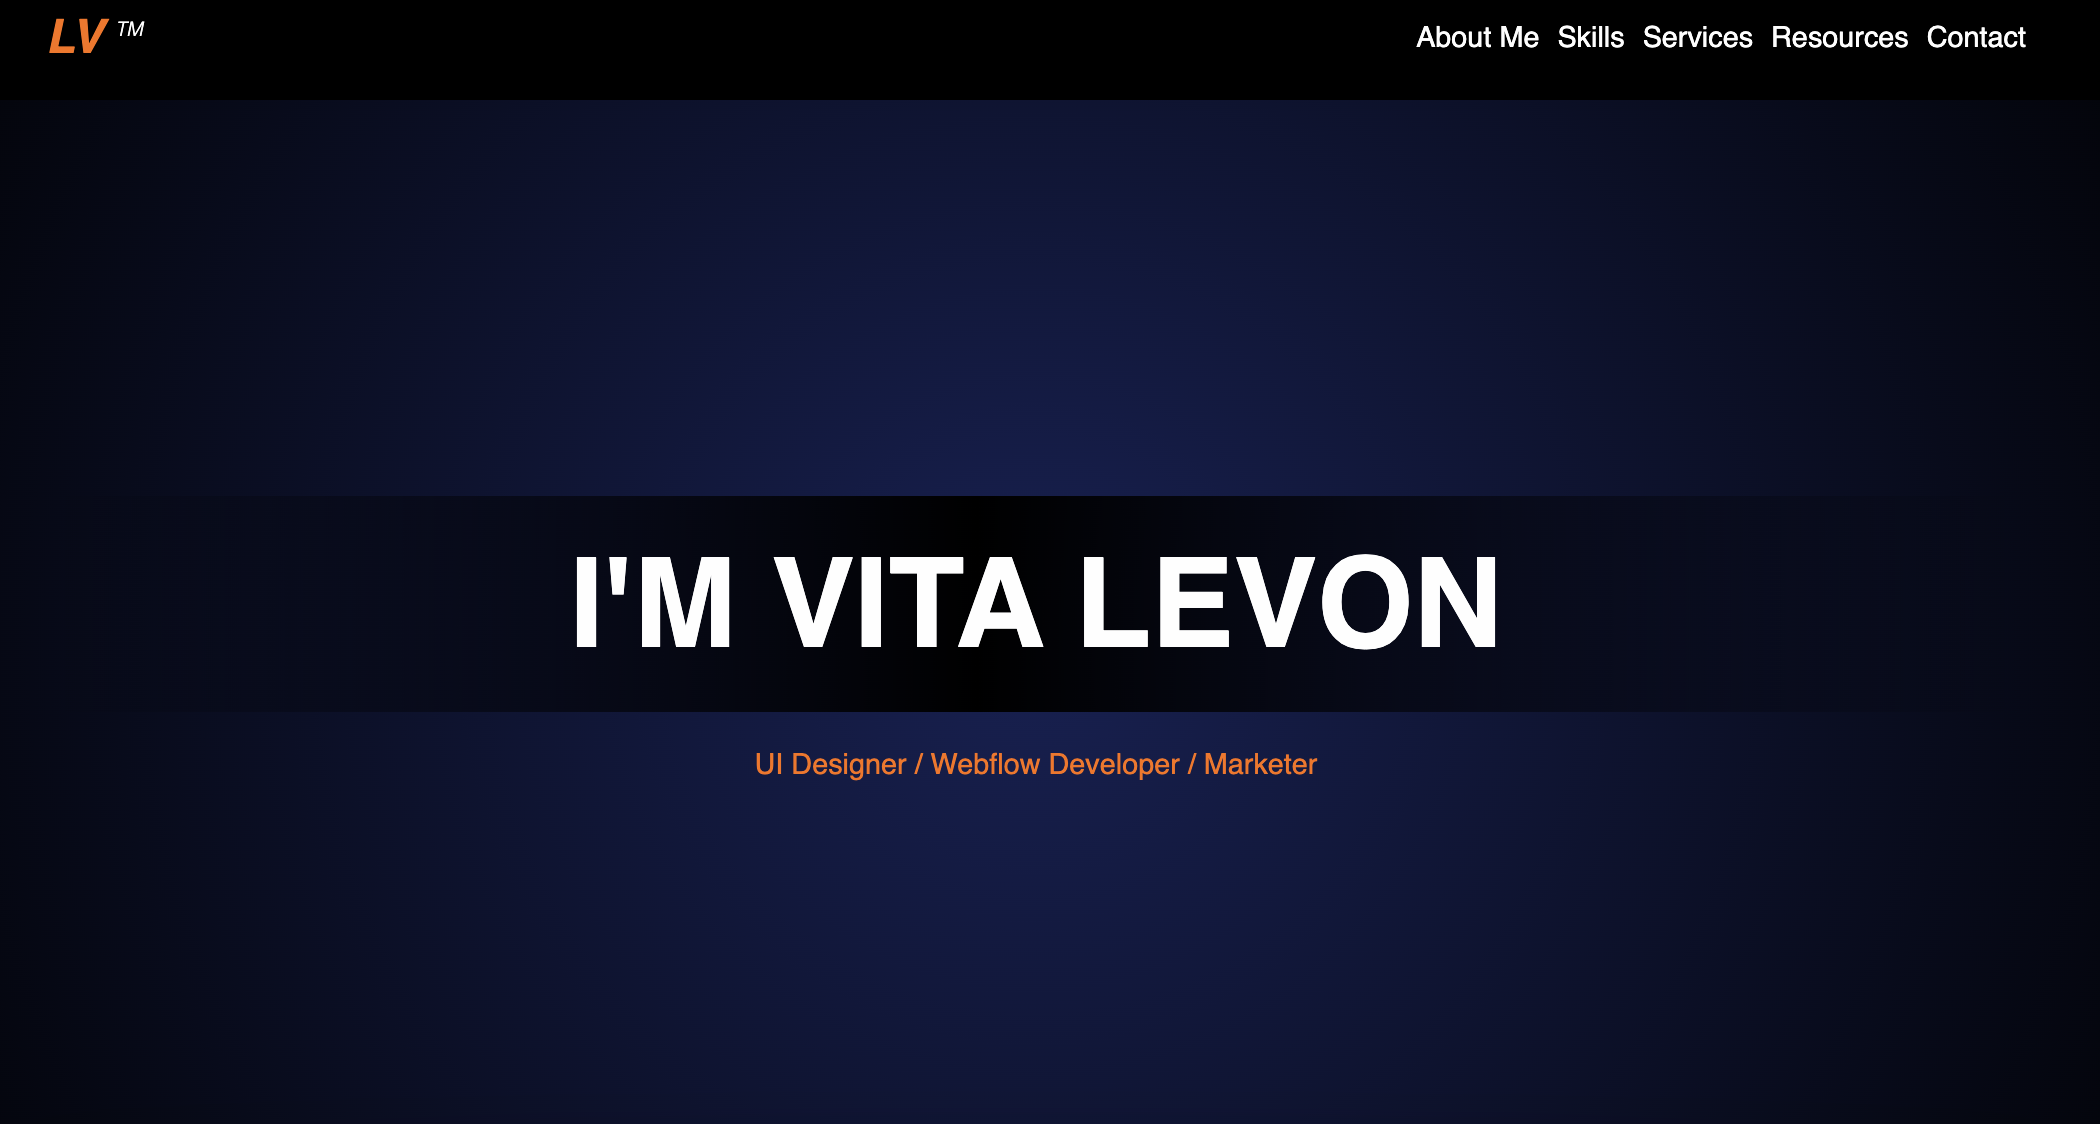 LV ™
About Me Skills Services Resources Contact
I'M VITA LEVON
UI Designer / Webflow Developer / Marketer